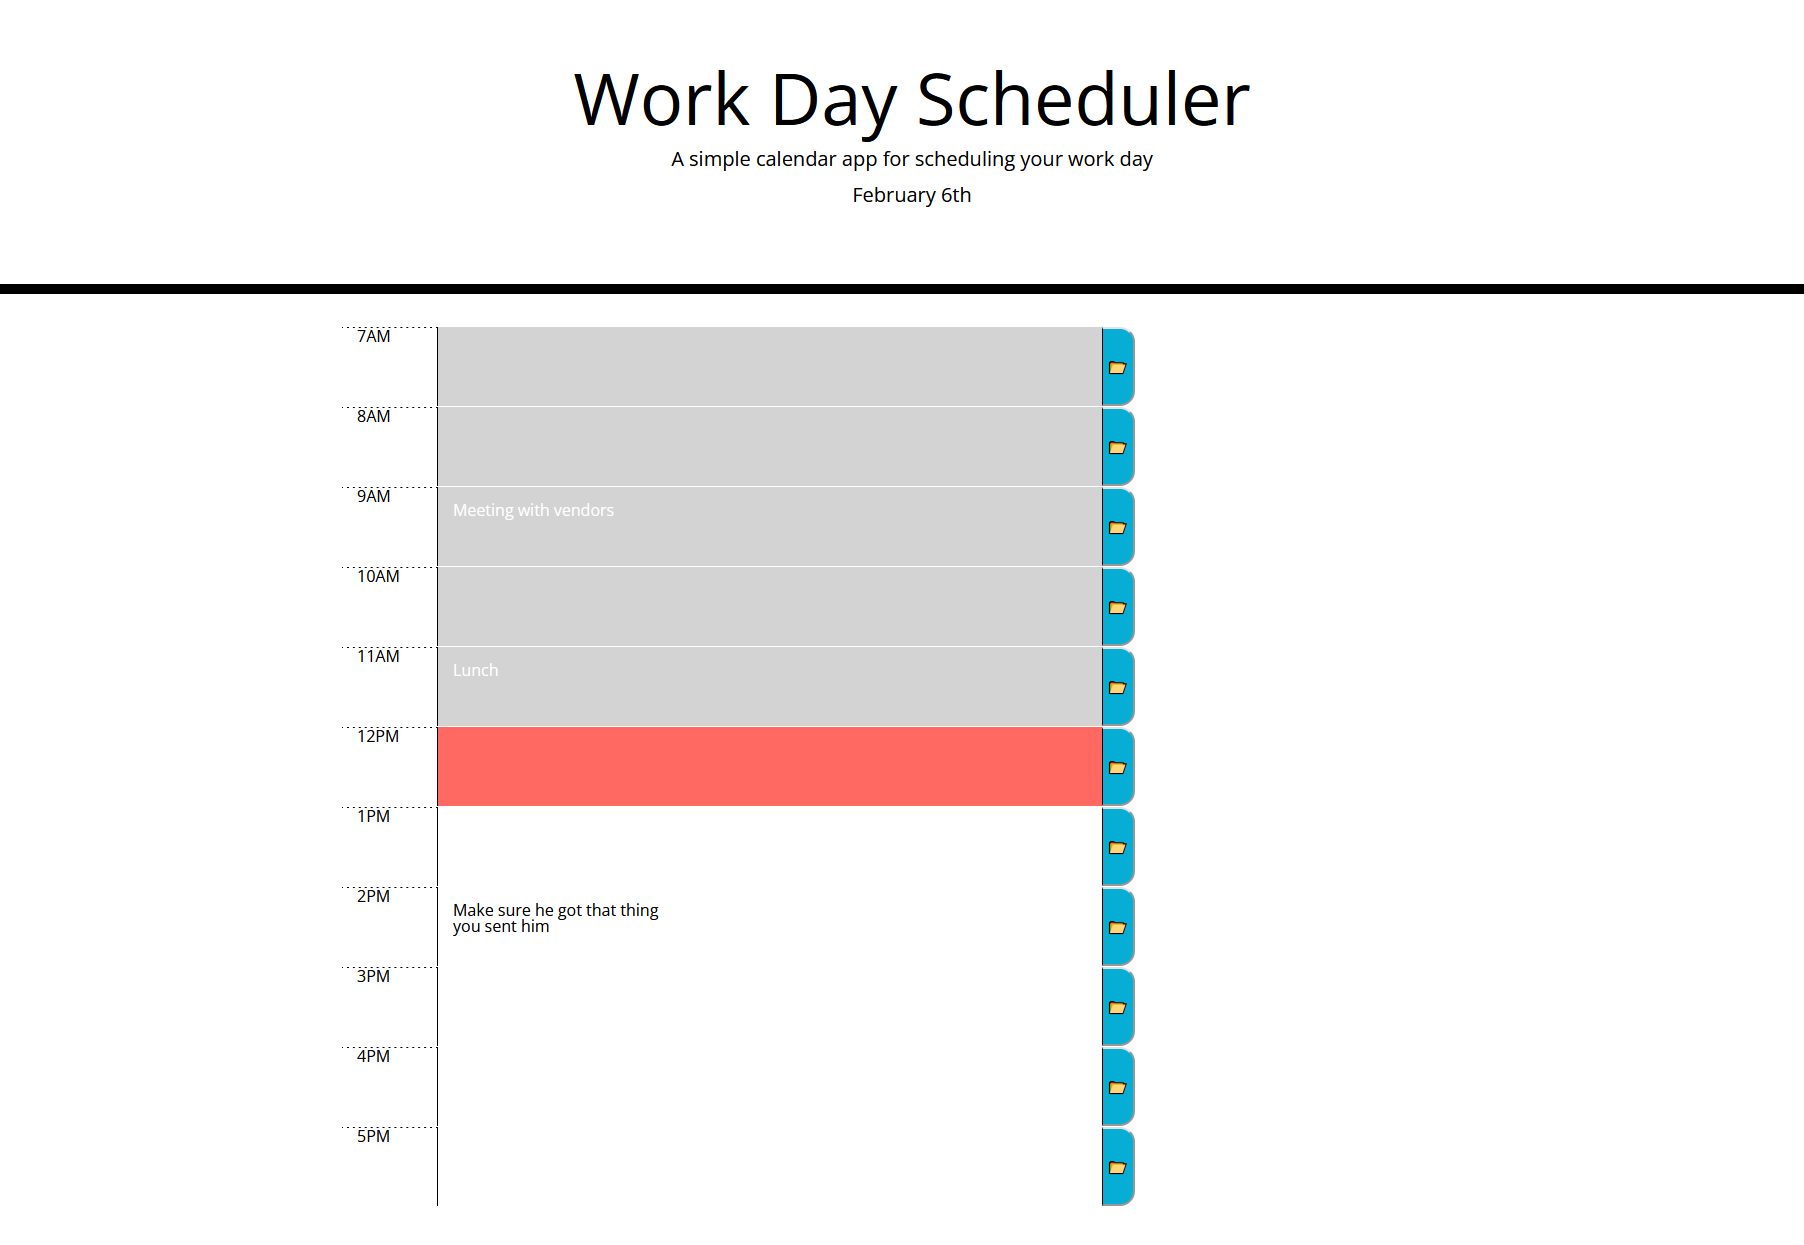 Work Day Scheduler
A simple calendar app for scheduling your work day
February 6th
7AM
8AM
9AM
Meeting with vendors
10AM
11AM
Lunch
12PM
1PM
2PM
Make sure he got that thing
you sent him
3PM
4PM
5PM